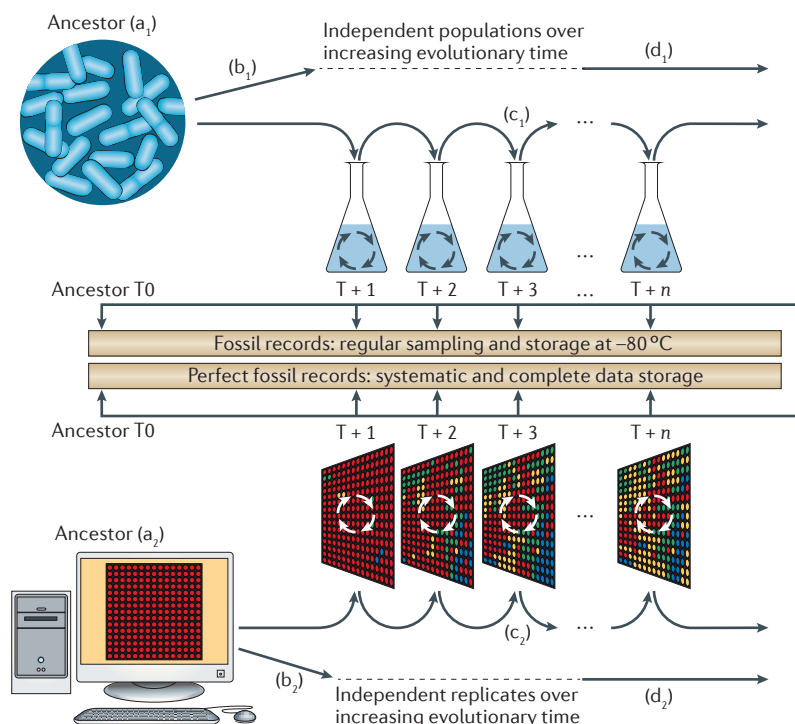 Ancestor (a₁)
Independent populations over
increasing evolutionary time
(b₁)
(d₁)
(c₁)
...
...
Ancestor T0
T + 1
T + 2
T + 3
...
T + n
Fossil records: regular sampling and storage at –80 °C
Perfect fossil records: systematic and complete data storage
Ancestor T0
T + 1
T + 2
T + 3
T + n
...
Ancestor (a₂)
(c₂)
...
(b₂)
(d₂)
Independent replicates over
increasing evolutionary time